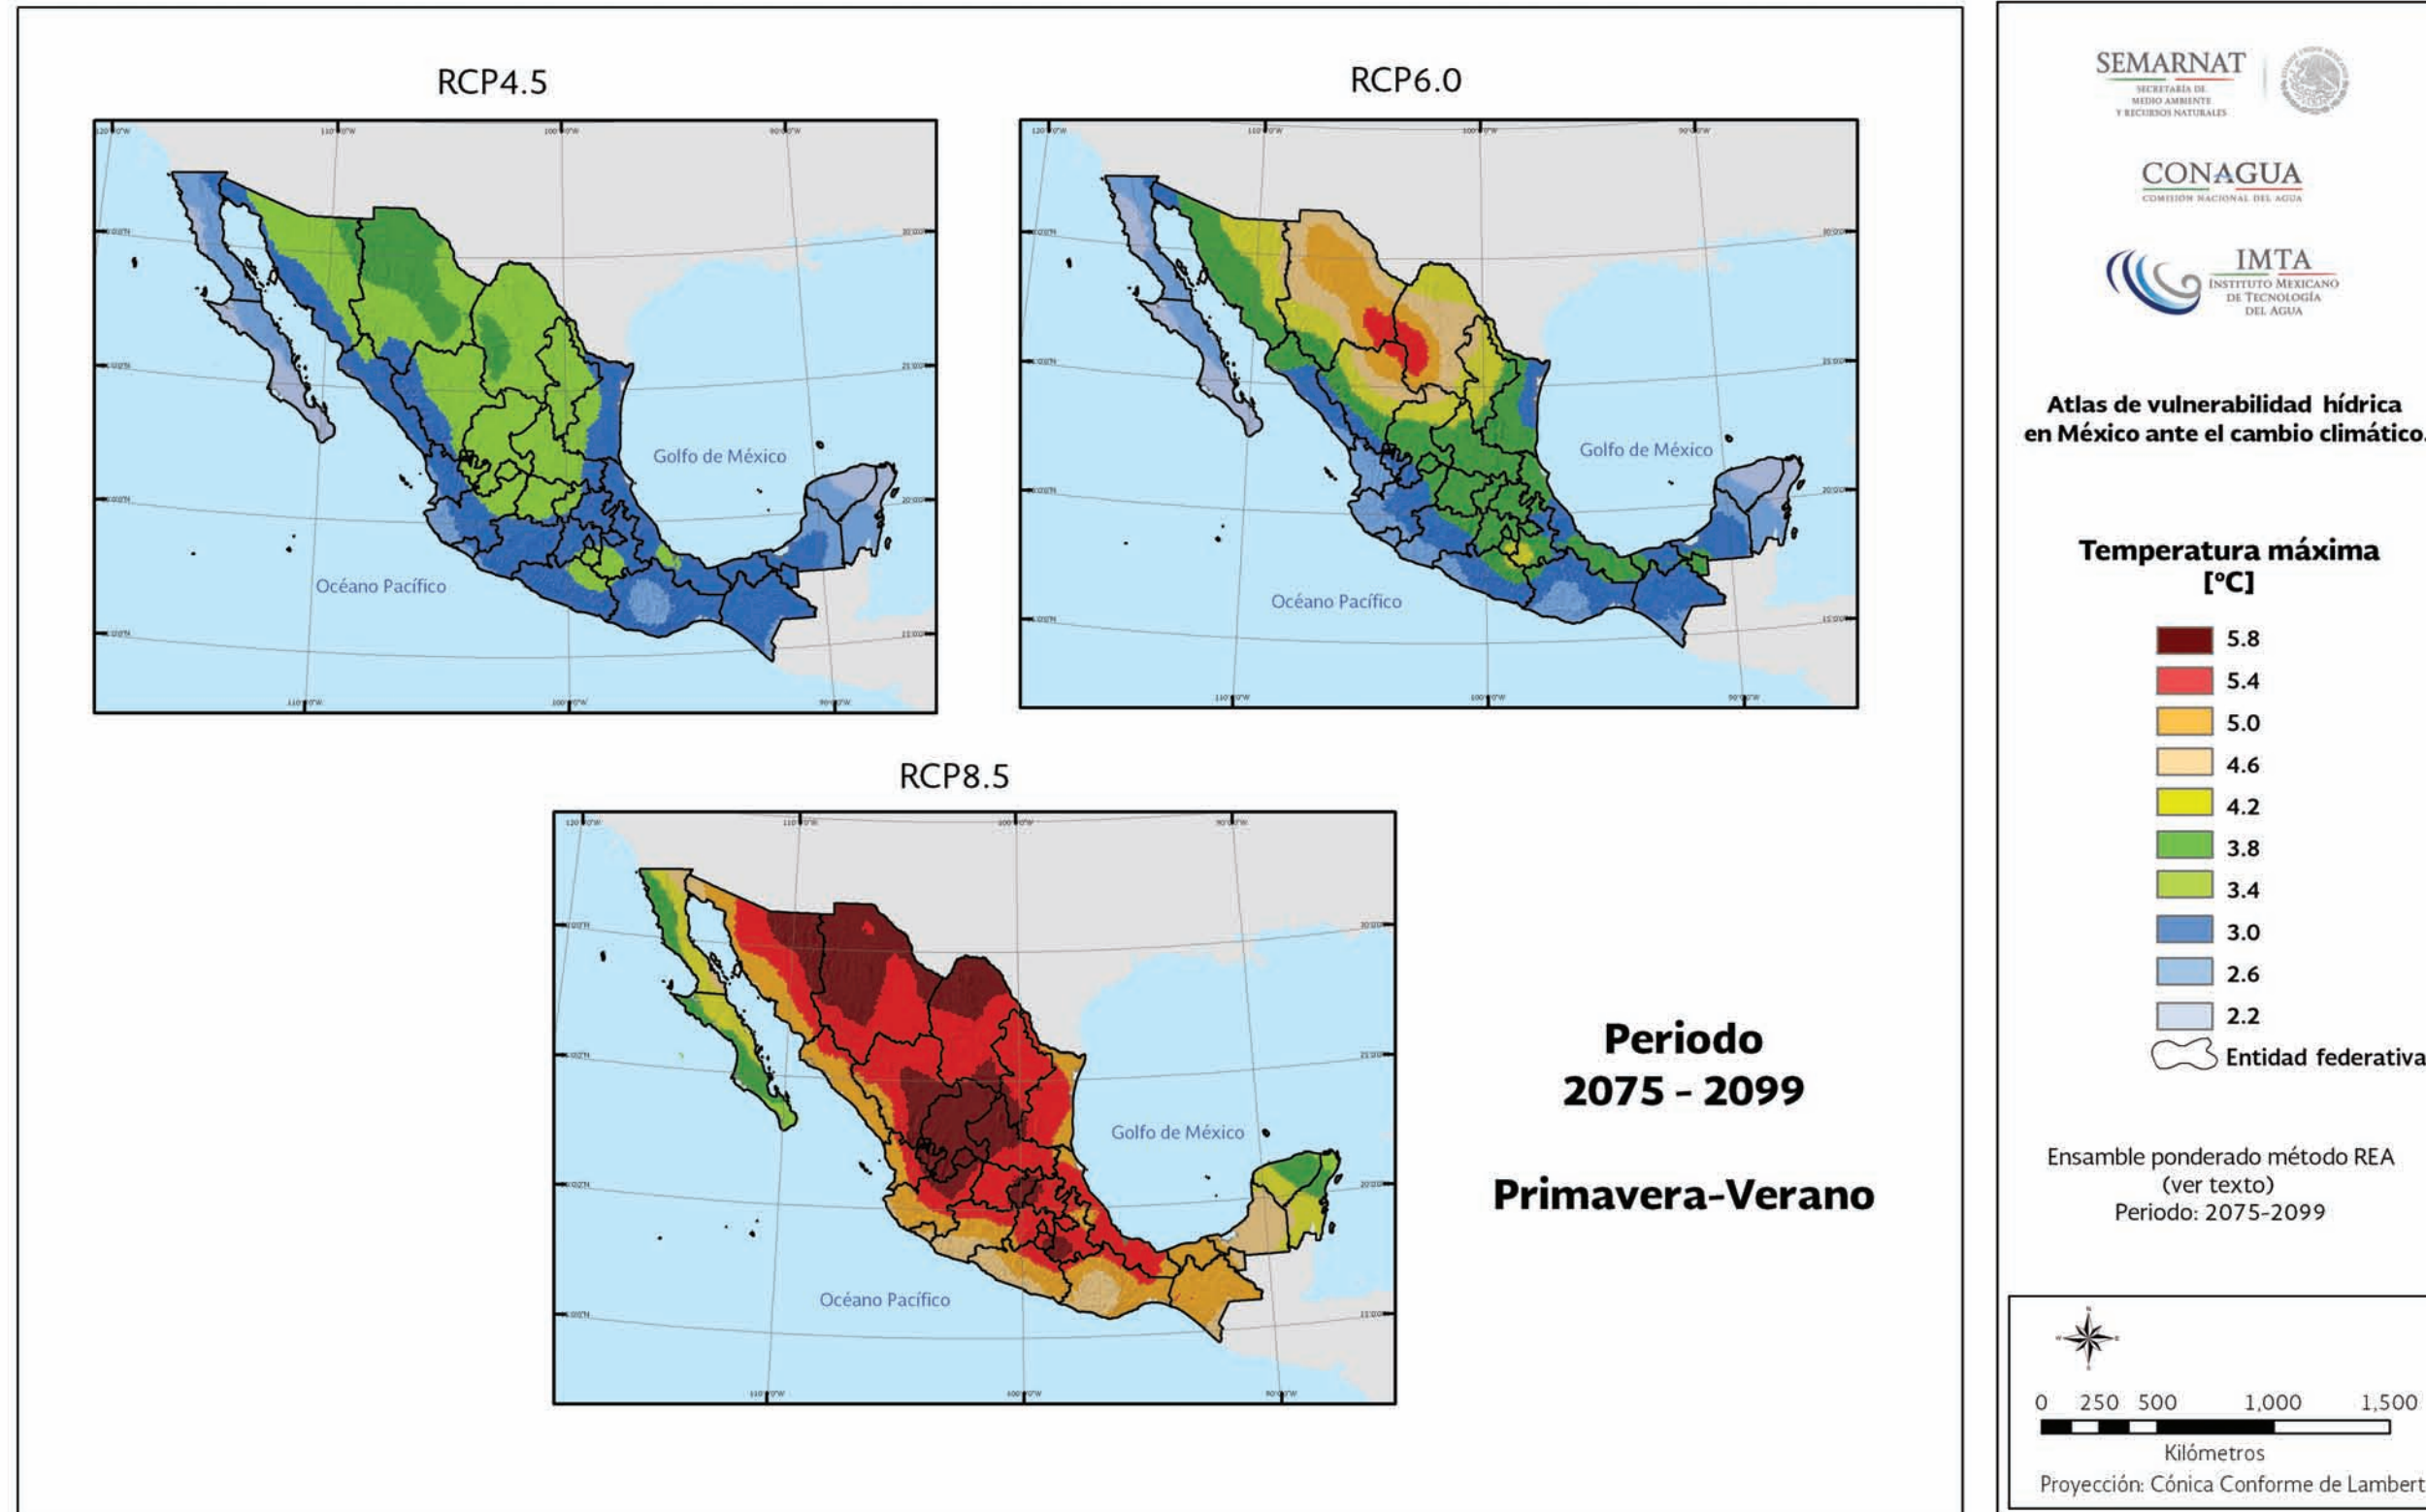 RCP4.5
RCP6.0
Golfo de México
Océano Pacífico
Golfo de México
Océano Pacífico
RCP8.5
Golfo de México
Océano Pacífico
Periodo
2075 - 2099
Primavera-Verano
SEMARNAT
SECRETARÍA DE
MEDIO AMBIENTE
Y RECURSOS NATURALES
CONAGUA
COMISIÓN NACIONAL DEL AGUA
IMTA
INSTITUTO MEXICANO
DE TECNOLOGÍA
DEL AGUA
Atlas de vulnerabilidad hídrica
en México ante el cambio climático.
Temperatura máxima
[ºC]
5.8
5.4
5.0
4.6
4.2
3.8
3.4
3.0
2.6
2.2
Entidad federativa
Ensamble ponderado método REA
(ver texto)
Periodo: 2075-2099
N
W E
S
0 250 500 1,000 1,500
Kilómetros
Proyección: Cónica Conforme de Lambert